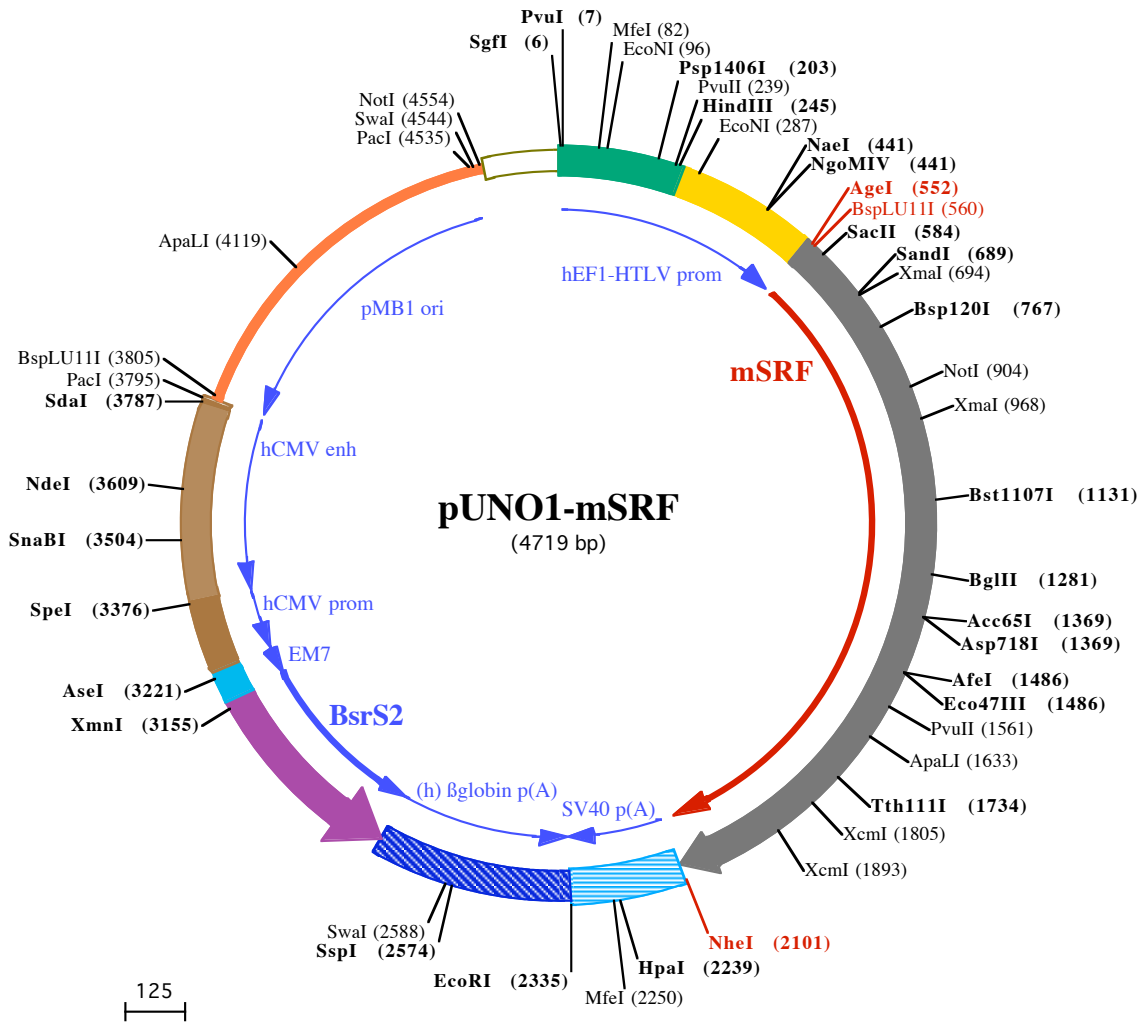 PvuI (7)
SgfI (6)
MfeI (82)
EcoNI (96)
Psp1406I (203)
PvuII (239)
HindIII (245)
EcoNI (287)
NaeI (441)
NgoMIV (441)
AgeI (552)
BspLU11I (560)
SacII (584)
SandI (689)
XmaI (694)
Bsp120I (767)
NotI (904)
XmaI (968)
Bst1107I (1131)
BglII (1281)
Acc65I (1369)
Asp718I (1369)
AfeI (1486)
Eco47III (1486)
PvuII (1561)
ApaLI (1633)
Tth111I (1734)
XcmI (1805)
XcmI (1893)
NheI (2101)
HpaI (2239)
MfeI (2250)
EcoRI (2335)
SspI (2574)
SwaI (2588)
XmnI (3155)
AseI (3221)
SpeI (3376)
SnaBI (3504)
NdeI (3609)
SdaI (3787)
PacI (3795)
BspLU11I (3805)
ApaLI (4119)
PacI (4535)
SwaI (4544)
NotI (4554)
hEF1-HTLV prom
mSRF
SV40 p(A)
(h) ßglobin p(A)
BsrS2
EM7
hCMV prom
hCMV enh
pMB1 ori
pUNO1-mSRF
(4719 bp)
125